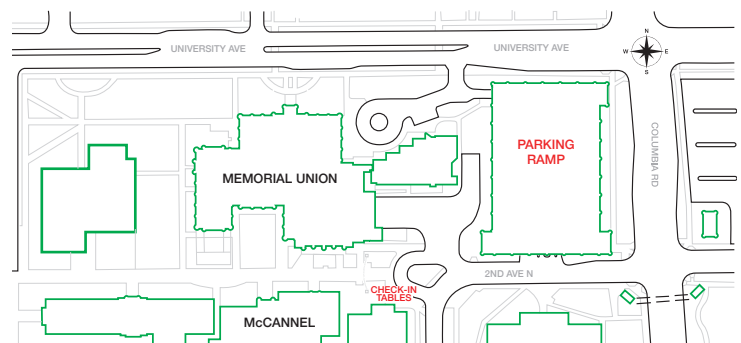 UNIVERSITY AVE
UNIVERSITY AVE
N
W
E
S
PARKING
RAMP
COLUMBIA RD
MEMORIAL UNION
2ND AVE N
CHECK-IN
TABLES
McCANNEL